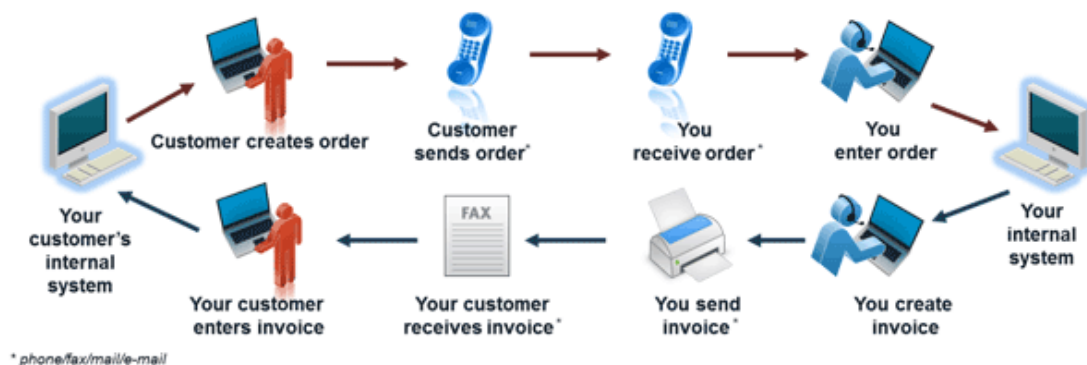 Customer creates order
Customer
sends order*
You
receive order*
You
enter order
Your
customer's
internal
system
Your
internal
system
FAX
Your customer
enters invoice
Your customer
receives invoice*
You send
invoice*
You create
invoice
* phone/fax/mail/e-mail